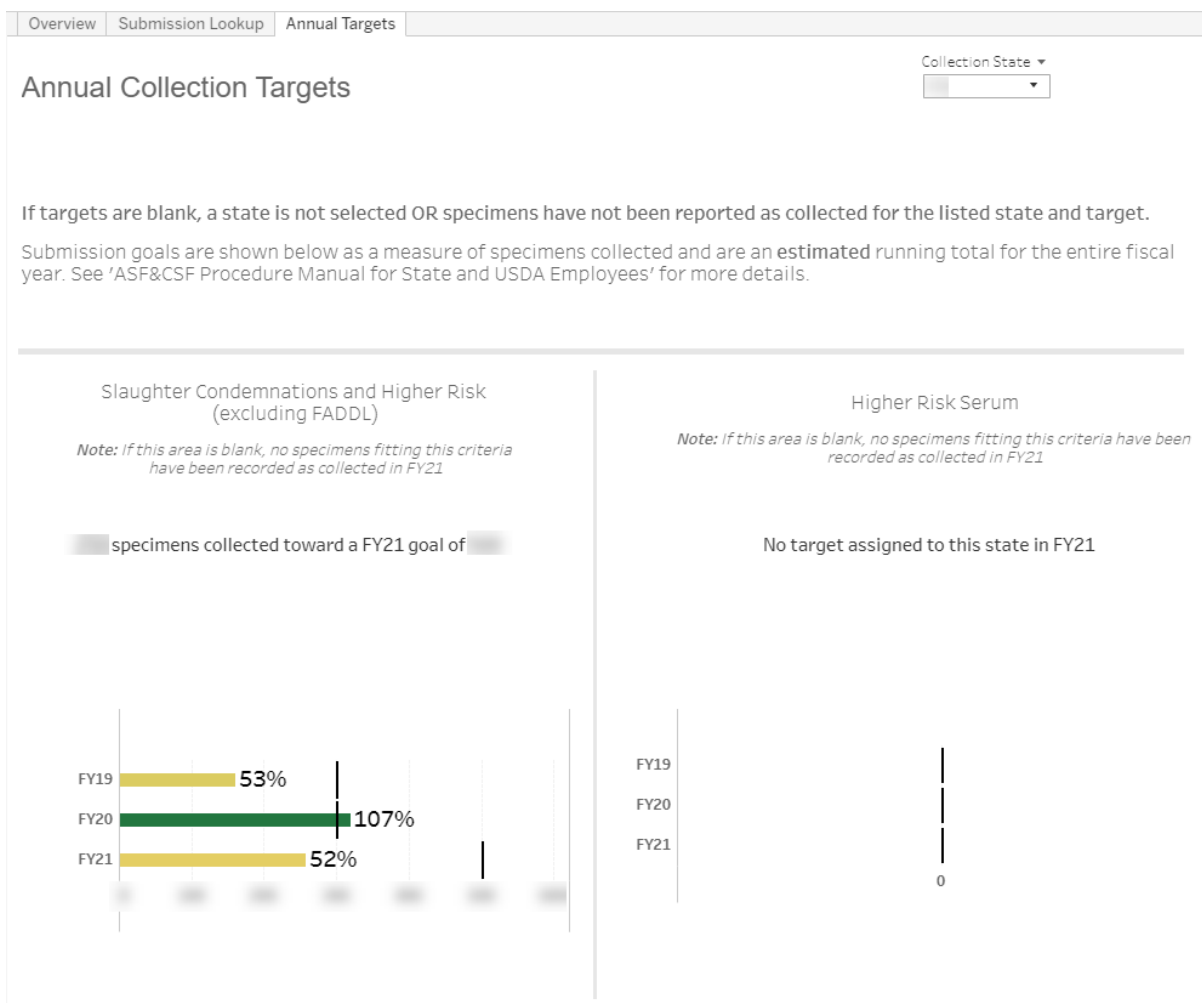 Overview Submission Lookup Annual Targets
Collection State
Annual Collection Targets
If targets are blank, a state is not selected OR specimens have not been reported as collected for the listed state and target.
Submission goals are shown below as a measure of specimens collected and are an estimated running total for the entire fiscal
year. See 'ASF&CSF Procedure Manual for State and USDA Employees' for more details.
Slaughter Condemnations and Higher Risk
(excluding FADDL)
Note: If this area is blank, no specimens fitting this criteria
have been recorded as collected in FY21
specimens collected toward a FY21 goal of
FY19 53%
FY20 107%
FY21 52%
Higher Risk Serum
Note: If this area is blank, no specimens fitting this criteria have been
recorded as collected in FY21
No target assigned to this state in FY21
FY19
FY20
FY21
0